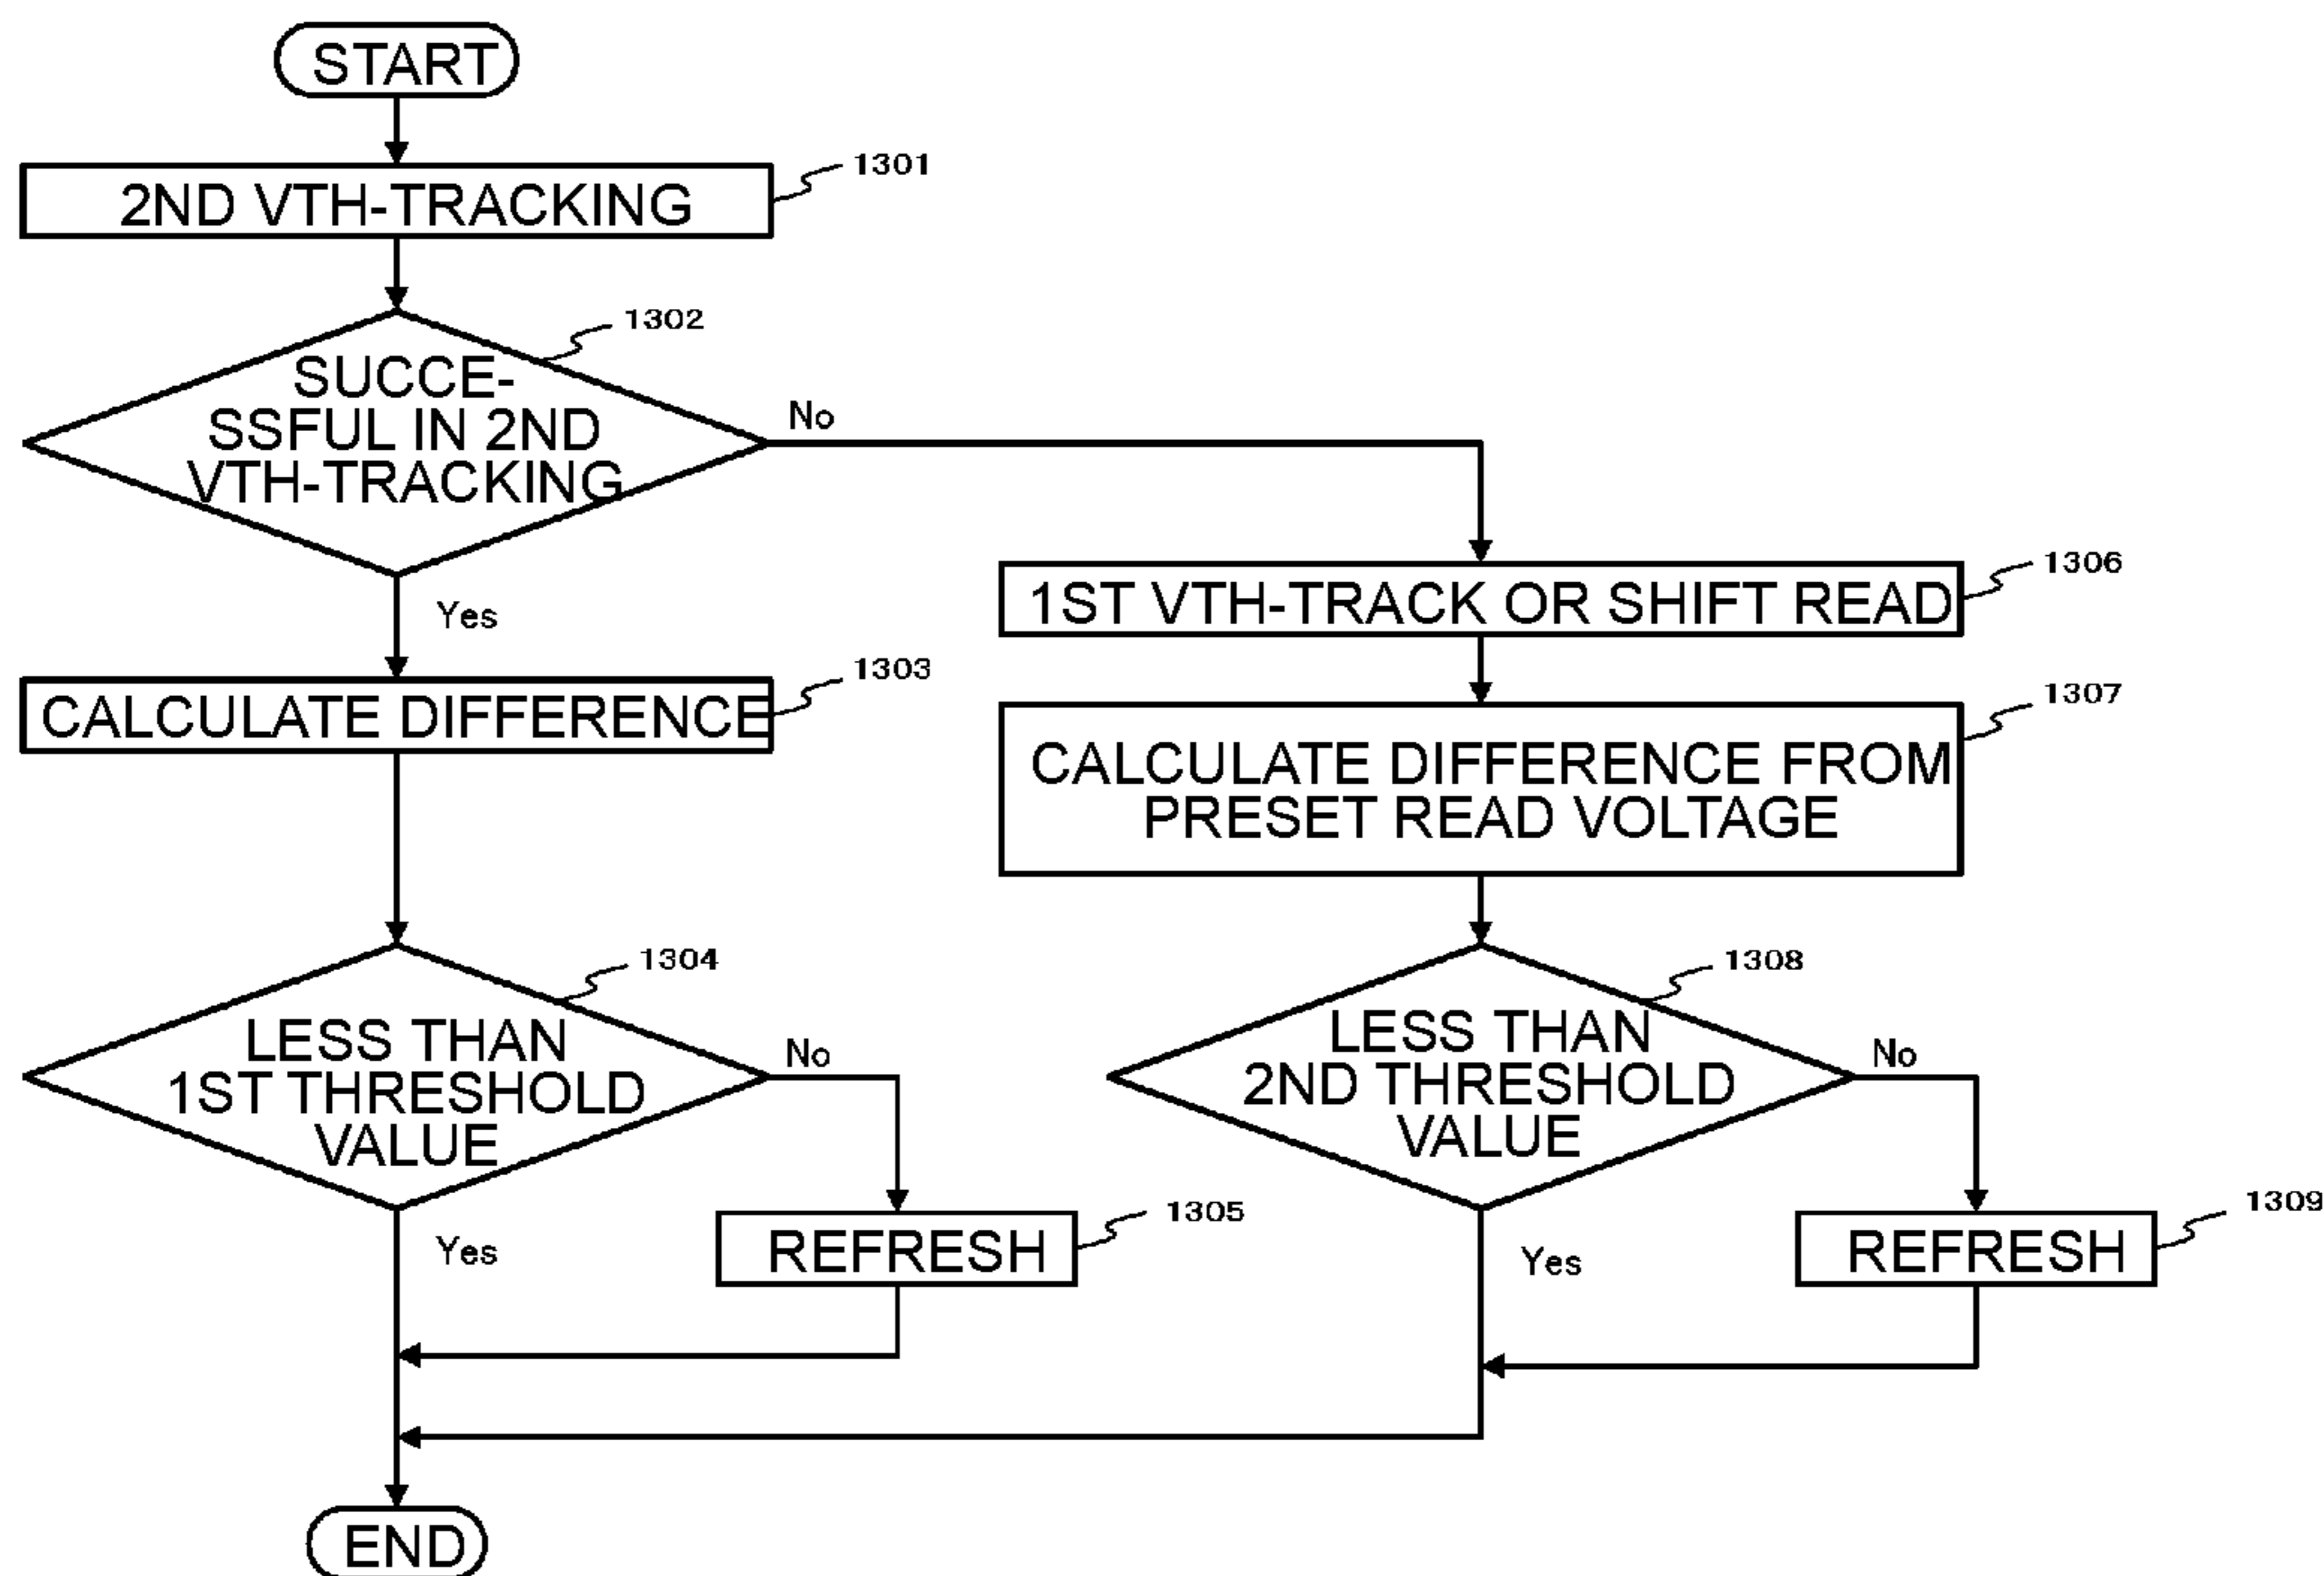 START
2ND VTH-TRACKING
1301
1302
SUCCE-
SSFUL IN 2ND
VTH-TRACKING
No
Yes
CALCULATE DIFFERENCE
1303
LESS THAN
1ST THRESHOLD
VALUE
1304
No
Yes
REFRESH
1305
1ST VTH-TRACK OR SHIFT READ
1306
CALCULATE DIFFERENCE FROM
PRESET READ VOLTAGE
1307
LESS THAN
2ND THRESHOLD
VALUE
1308
No
Yes
REFRESH
1309
END